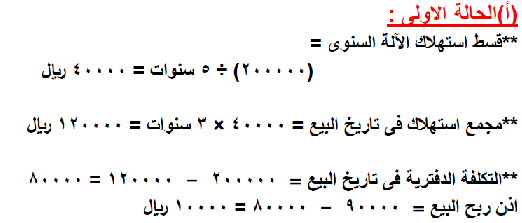 (أ)الحالة الاولى :
**قسط استهلاك الآلة السنوى =
(٢٠٠٠٠٠) ÷ ٥ سنوات = ٤٠٠٠٠ ريال
**مجمع استهلاك فى تاريخ البيع = ٤٠٠٠٠ × ٣ سنوات = ١٢٠٠٠٠ ريال
**التكلفة الدفترية فى تاريخ البيع = ٢٠٠٠٠٠ – ١٢٠٠٠٠ = ٨٠٠٠٠
اذن ربح البيع = ٩٠٠٠٠ – ٨٠٠٠٠ = ١٠٠٠٠ ريال